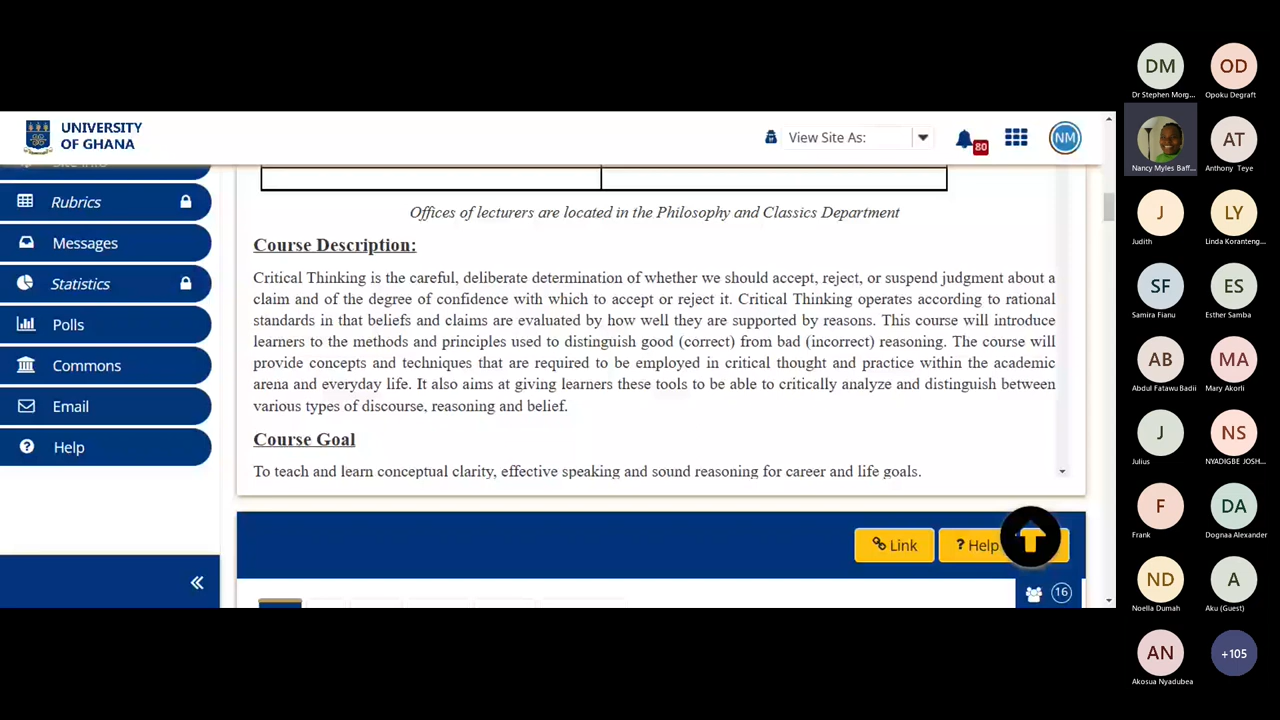 UNIVERSITY
OF GHANA
View Site As:
80
NM
Rubrics
Messages
Statistics
Polls
Commons
Email
Help
Offices of lecturers are located in the Philosophy and Classics Department
Course Description:
Critical Thinking is the careful, deliberate determination of whether we should accept, reject, or suspend judgment about a
claim and of the degree of confidence with which to accept or reject it. Critical Thinking operates according to rational
standards in that beliefs and claims are evaluated by how well they are supported by reasons. This course will introduce
learners to the methods and principles used to distinguish good (correct) from bad (incorrect) reasoning. The course will
provide concepts and techniques that are required to be employed in critical thought and practice within the academic
arena and everyday life. It also aims at giving learners these tools to be able to critically analyze and distinguish between
various types of discourse, reasoning and belief.
Course Goal
To teach and learn conceptual clarity, effective speaking and sound reasoning for career and life goals.
Link
? Help
16
DM
OD
Dr Stephen Morg...
Opoku Degraft
AT
Nancy Myles Baff...
Anthony Teye
J
LY
Judith
Linda Koranteng...
SF
ES
Samira Fianu
Esther Samba
AB
MA
Abdul Fatawu Badii
Mary Akorli
J
NS
Julius
NYADIGBE JOSH...
F
DA
Frank
Dognaa Alexander
ND
A
Noella Dumah
Aku (Guest)
AN
+105
Akosua Nyadubea